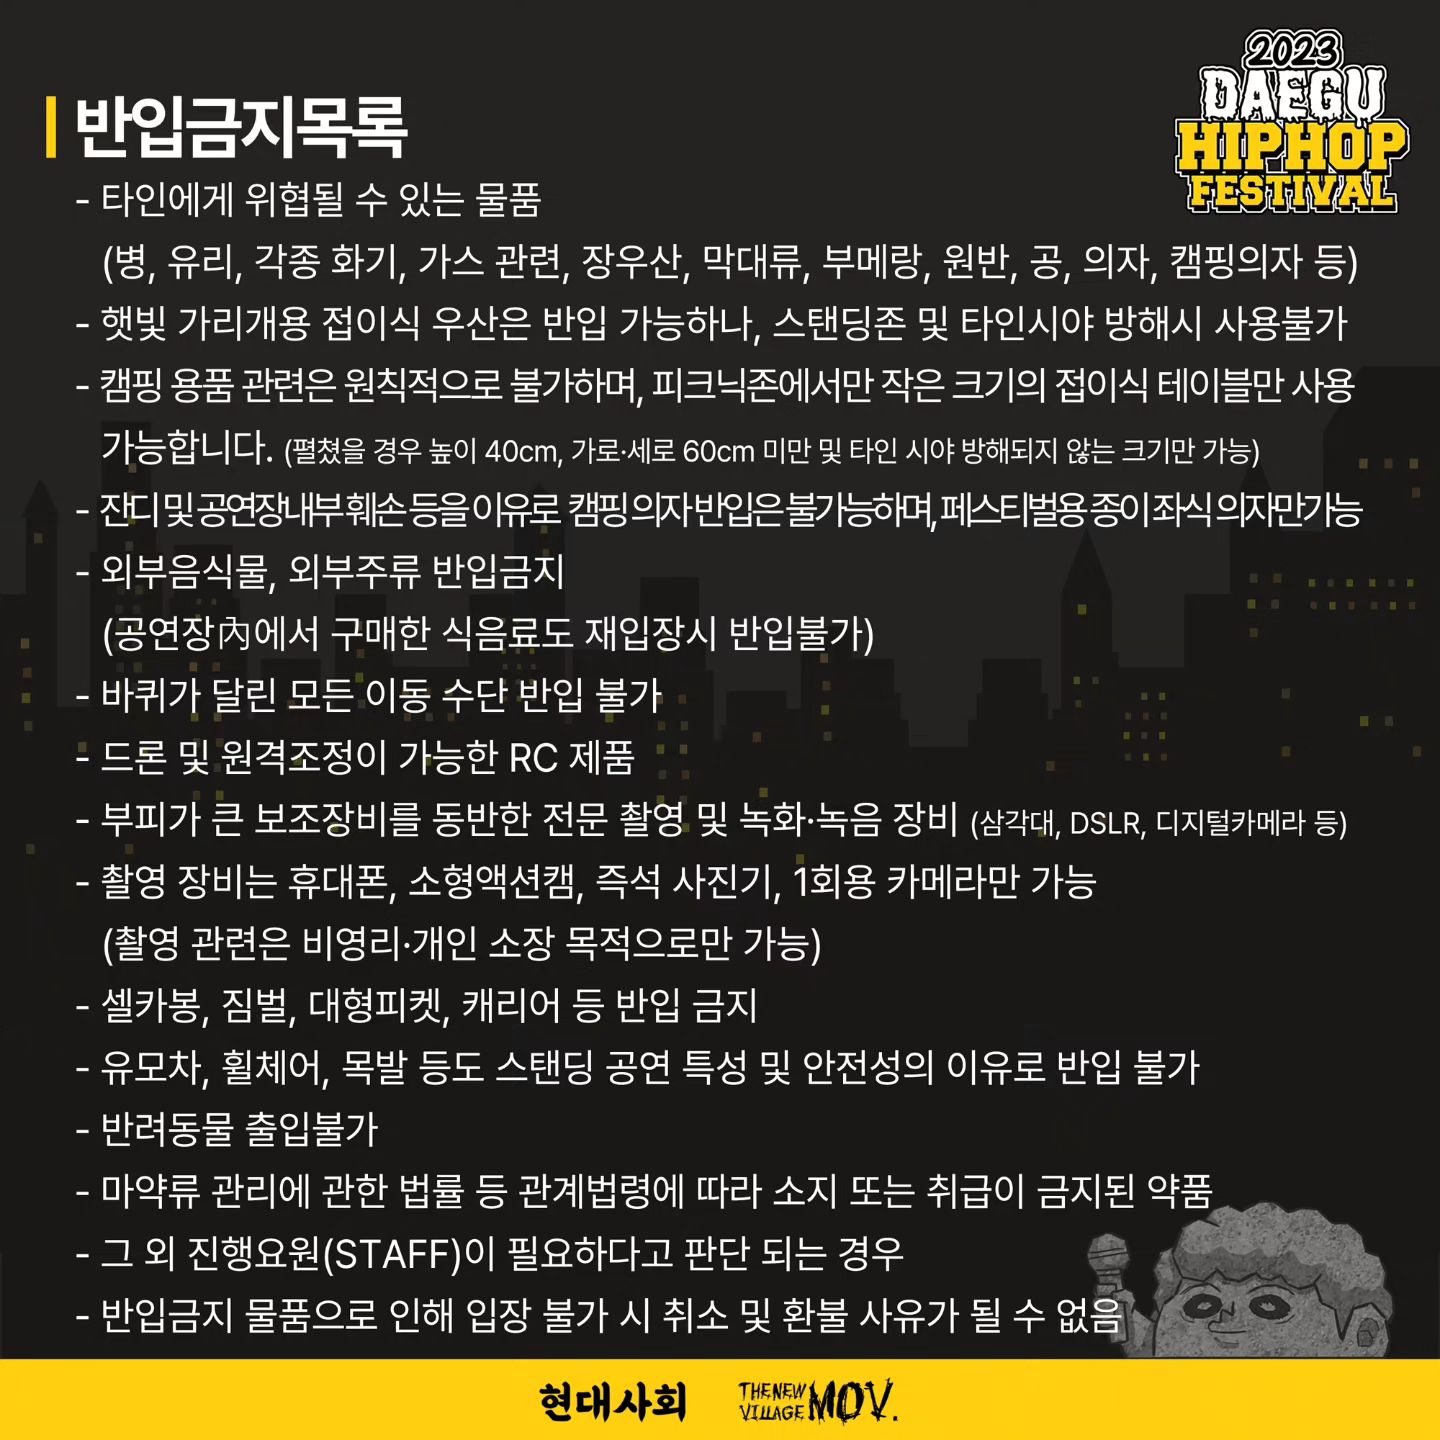 2023
DAEGU
HIPHOP
FESTIVAL
반입금지목록
- 타인에게 위협될 수 있는 물품
(병, 유리, 각종 화기, 가스 관련, 장우산, 막대류, 부메랑, 원반, 공, 의자, 캠핑의자 등)
- 햇빛 가리개용 접이식 우산은 반입 가능하나, 스탠딩존 및 타인시야 방해시 사용불가
- 캠핑 용품 관련은 원칙적으로 불가하며, 피크닉존에서만 작은 크기의 접이식 테이블만 사용
가능합니다. (펼쳤을 경우 높이 40cm, 가로·세로 60cm 미만 및 타인 시야 방해되지 않는 크기만 가능)
- 잔디 및 공연장내부 훼손 등을 이유로 캠핑 의자 반입은 불가능하며, 페스티벌용 종이 좌식 의자만가능
- 외부음식물, 외부주류 반입금지
(공연장內에서 구매한 식음료도 재입장시 반입불가)
- 바퀴가 달린 모든 이동 수단 반입 불가
- 드론 및 원격조정이 가능한 RC 제품
- 부피가 큰 보조장비를 동반한 전문 촬영 및 녹화·녹음 장비 (삼각대, DSLR, 디지털카메라 등)
- 촬영 장비는 휴대폰, 소형액션캠, 즉석 사진기, 1회용 카메라만 가능
(촬영 관련은 비영리·개인 소장 목적으로만 가능)
- 셀카봉, 짐벌, 대형피켓, 캐리어 등 반입 금지
- 유모차, 휠체어, 목발 등도 스탠딩 공연 특성 및 안전성의 이유로 반입 불가
- 반려동물 출입불가
- 마약류 관리에 관한 법률 등 관계법령에 따라 소지 또는 취급이 금지된 약품
- 그 외 진행요원(STAFF)이 필요하다고 판단 되는 경우
- 반입금지 물품으로 인해 입장 불가 시 취소 및 환불 사유가 될 수 없음
현대사회
THE NEW
VILLAGE MOV.